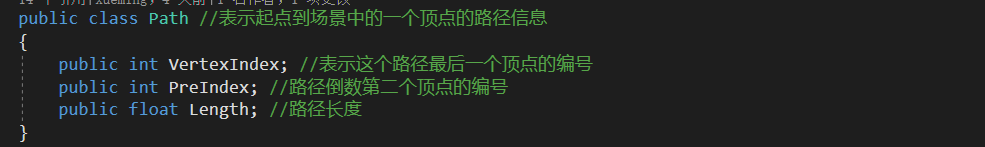 public class Path //表示起点到场景中的一个顶点的路径信息
{
    public int VertexIndex; //表示这个路径最后一个顶点的编号
    public int PreIndex; //路径倒数第二个顶点的编号
    public float Length; //路径长度
}